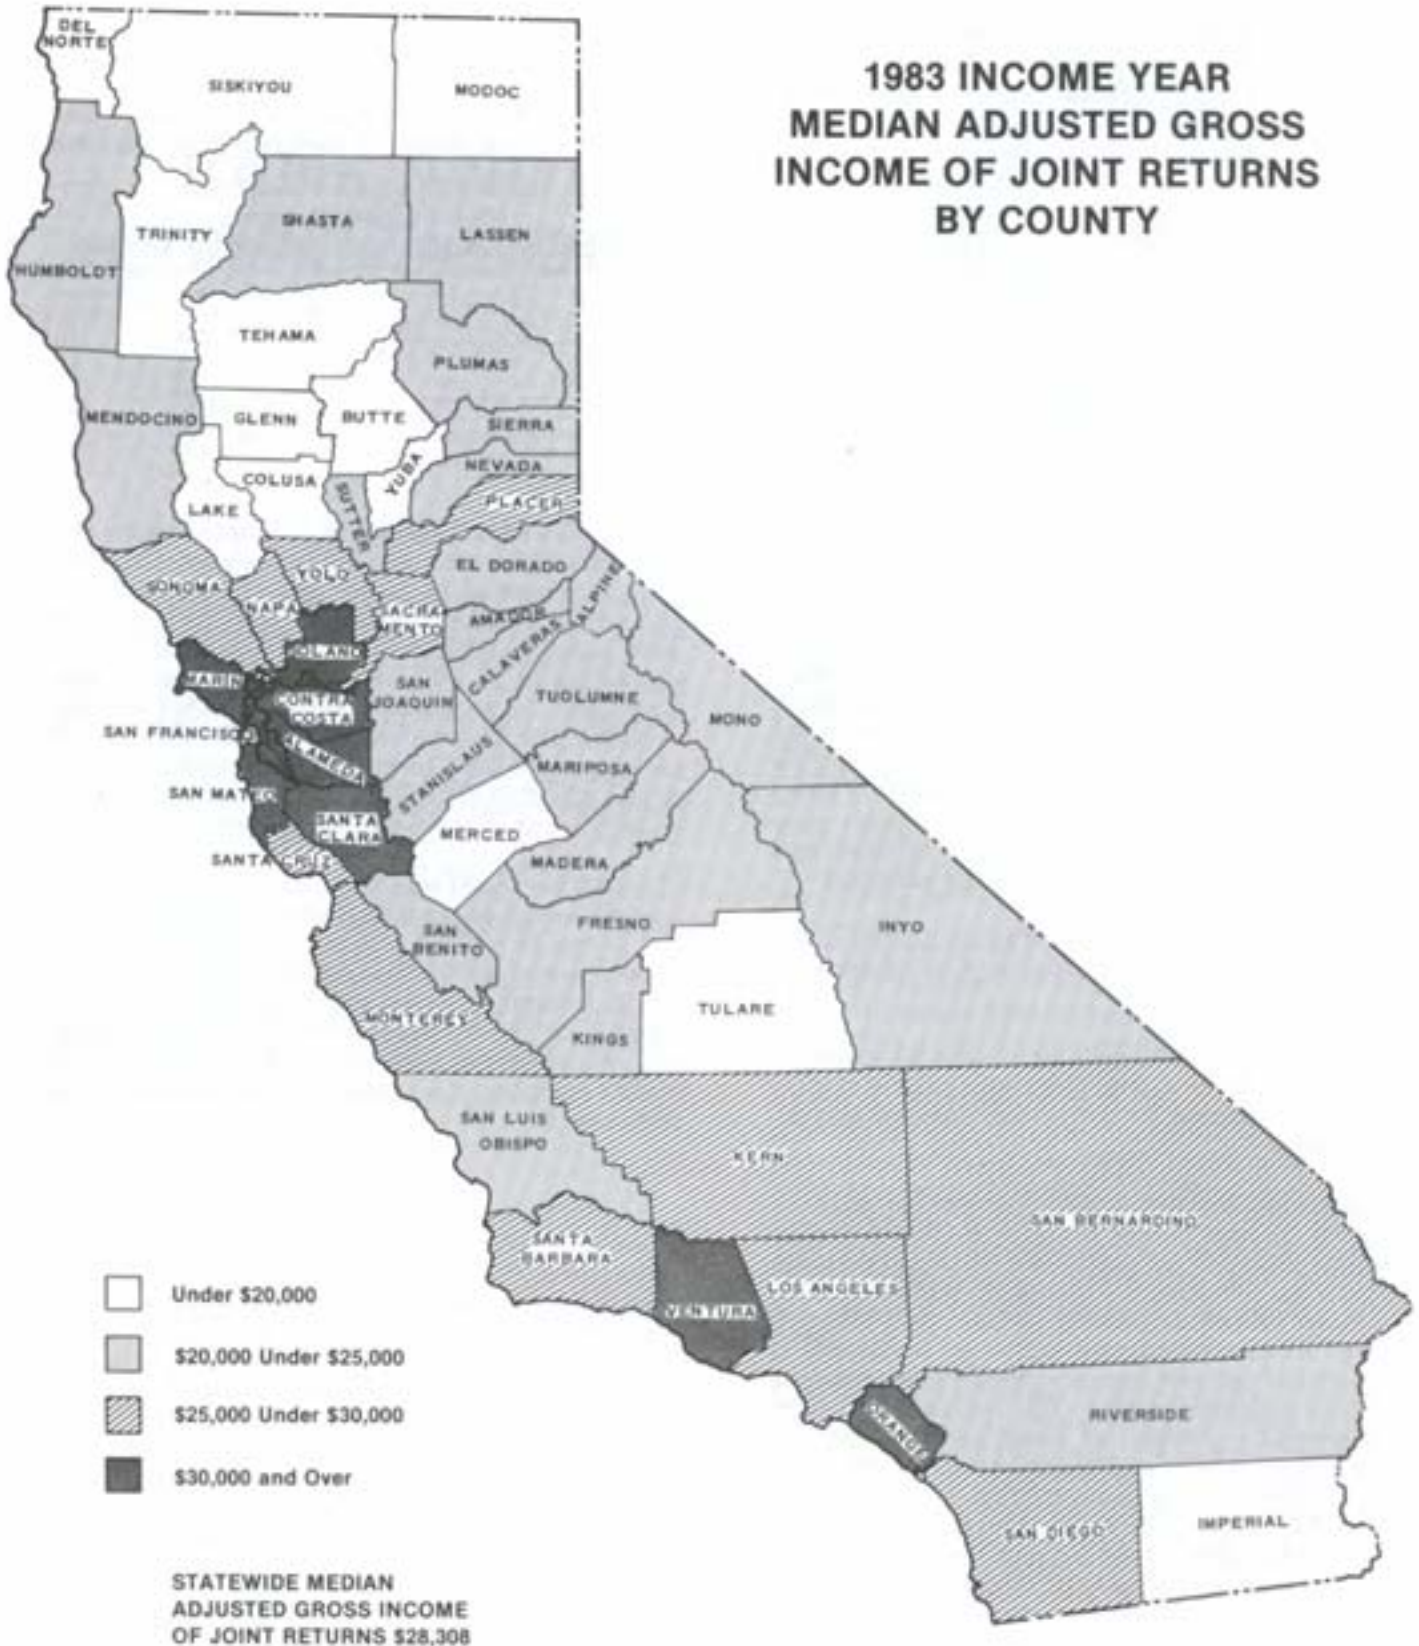 1983 INCOME YEAR
MEDIAN ADJUSTED GROSS
INCOME OF JOINT RETURNS
BY COUNTY
DEL
NORTE
SISKIYOU
MODOC
TRINITY
SHASTA
LASSEN
HUMBOLDT
TEHAMA
PLUMAS
MENDOCINO
GLENN
BUTTE
SIERRA
NEVADA
YUBA
COLUSA
SUTTER
PLACER
LAKE
EL DORADO
ALPINE
SONOMA
YOLO
NAPA
SACRA
MENTO
AMADOR
CALAVERAS
SOLANO
MARIN
SAN
JOAQUIN
TUOLUMNE
CONTRA
COSTA
MONO
SAN FRANCISCO
ALAMEDA
STANISLAUS
MARIPOSA
SAN MATEO
SANTA
CLARA
MERCED
SANTA CRUZ
MADERA
FRESNO
INYO
SAN
BENITO
TULARE
MONTEREY
KINGS
SAN LUIS
OBISPO
KERN
SAN BERNARDINO
SANTA
BARBARA
LOS ANGELES
VENTURA
ORANGE
RIVERSIDE
SAN DIEGO
IMPERIAL
Under $20,000
$20,000 Under $25,000
$25,000 Under $30,000
$30,000 and Over
STATEWIDE MEDIAN
ADJUSTED GROSS INCOME
OF JOINT RETURNS $28,308